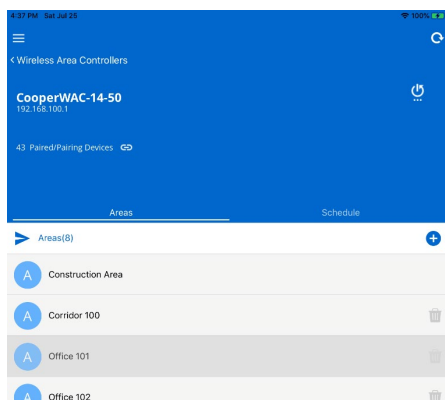 4:37 PM Sat Jul 25
100%
< Wireless Area Controllers
CooperWAC-14-50
192.168.100.1
43 Paired/Pairing Devices
Areas
Schedule
Areas(8)
A
Construction Area
A
Corridor 100
A
Office 101
A
Office 102